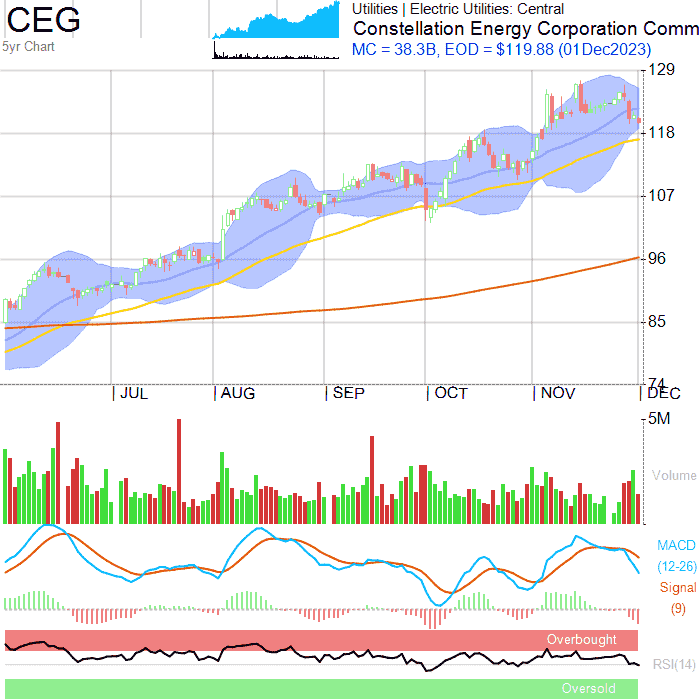 CEG
5yr Chart
Utilities | Electric Utilities: Central
Constellation Energy Corporation Comm
MC = 38.3B, EOD = $119.88 (01Dec2023)
129
118
107
96
85
74
JUL
AUG
SEP
OCT
NOV
DEC
5M
Volume
MACD
(12-26)
Signal
(9)
Overbought
RSI(14)
Oversold